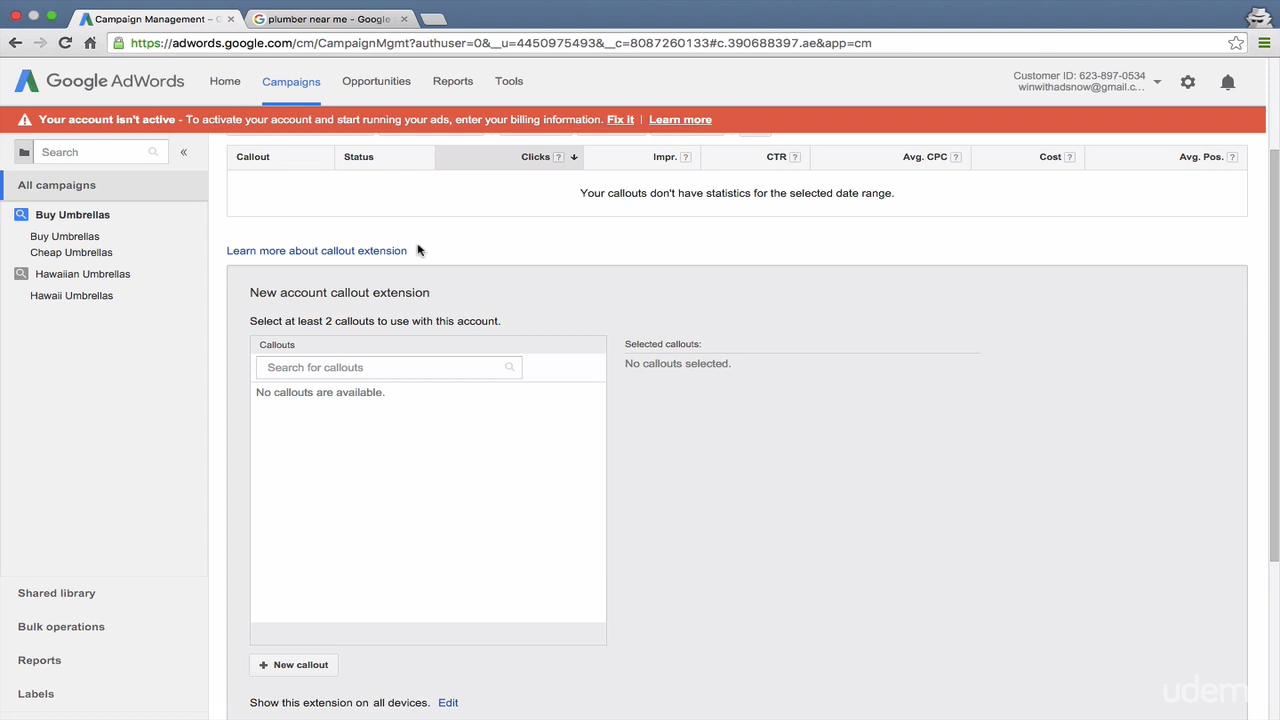 Campaign Management – G
plumber near me - Google S
https://adwords.google.com/cm/CampaignMgmt?authuser=0&__u=4450975493&__c=8087260133#c.390688397.ae&app=cm
Google AdWords
Home
Campaigns
Opportunities
Reports
Tools
Customer ID: 623-897-0534
winwithadsnow@gmail.c...
Your account isn't active - To activate your account and start running your ads, enter your billing information. Fix it | Learn more
Search
«
All campaigns
Buy Umbrellas
Buy Umbrellas
Cheap Umbrellas
Hawaiian Umbrellas
Hawaii Umbrellas
Shared library
Bulk operations
Reports
Labels
Callout
Status
Clicks ?
Impr. ?
CTR ?
Avg. CPC ?
Cost ?
Avg. Pos. ?
Your callouts don't have statistics for the selected date range.
Learn more about callout extension
New account callout extension
Select at least 2 callouts to use with this account.
Callouts
Search for callouts
No callouts are available.
Selected callouts:
No callouts selected.
+ New callout
Show this extension on all devices. Edit
udemy